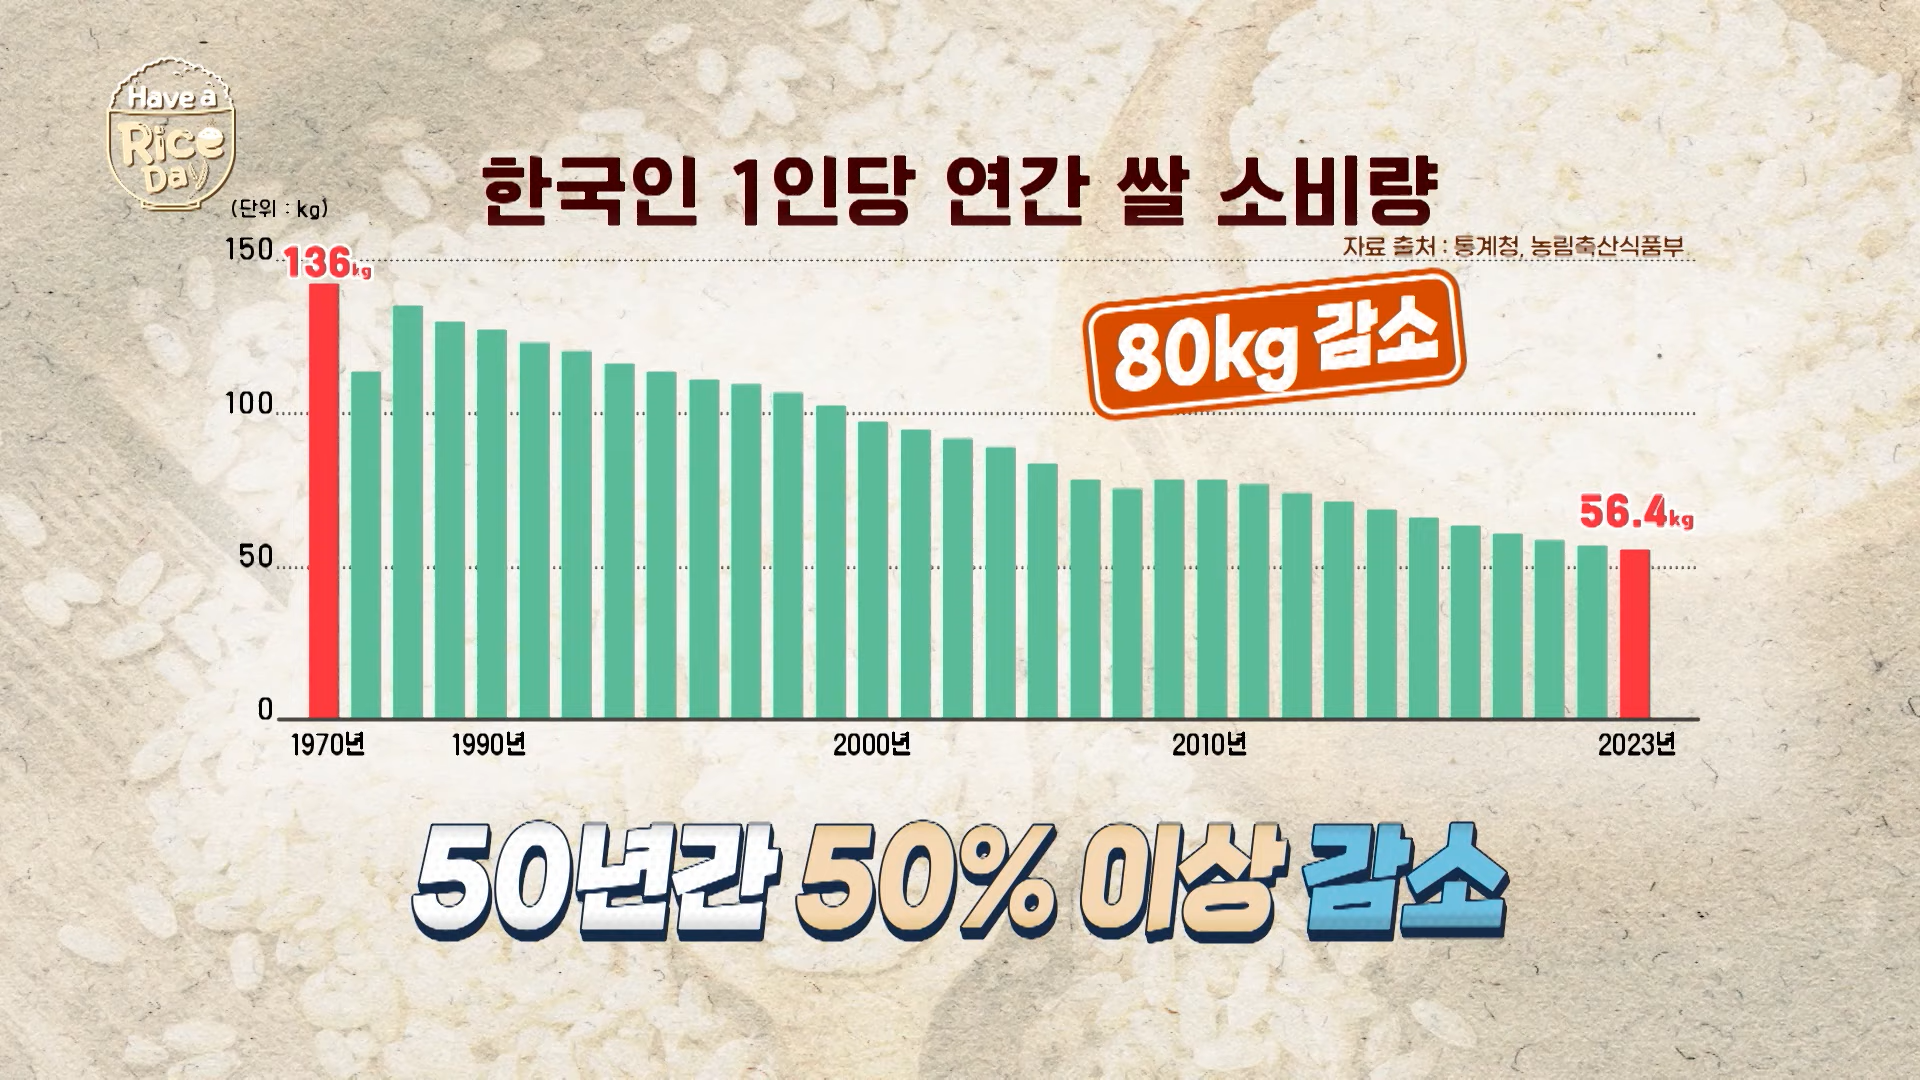 Have a
Rice
Day
한국인 1인당 연간 쌀 소비량
(단위 : kg)
자료 출처 : 통계청, 농림축산식품부
150
136kg
80kg 감소
100
56.4kg
50
0
1970년 1990년 2000년 2010년 2023년
50년간 50% 이상 감소